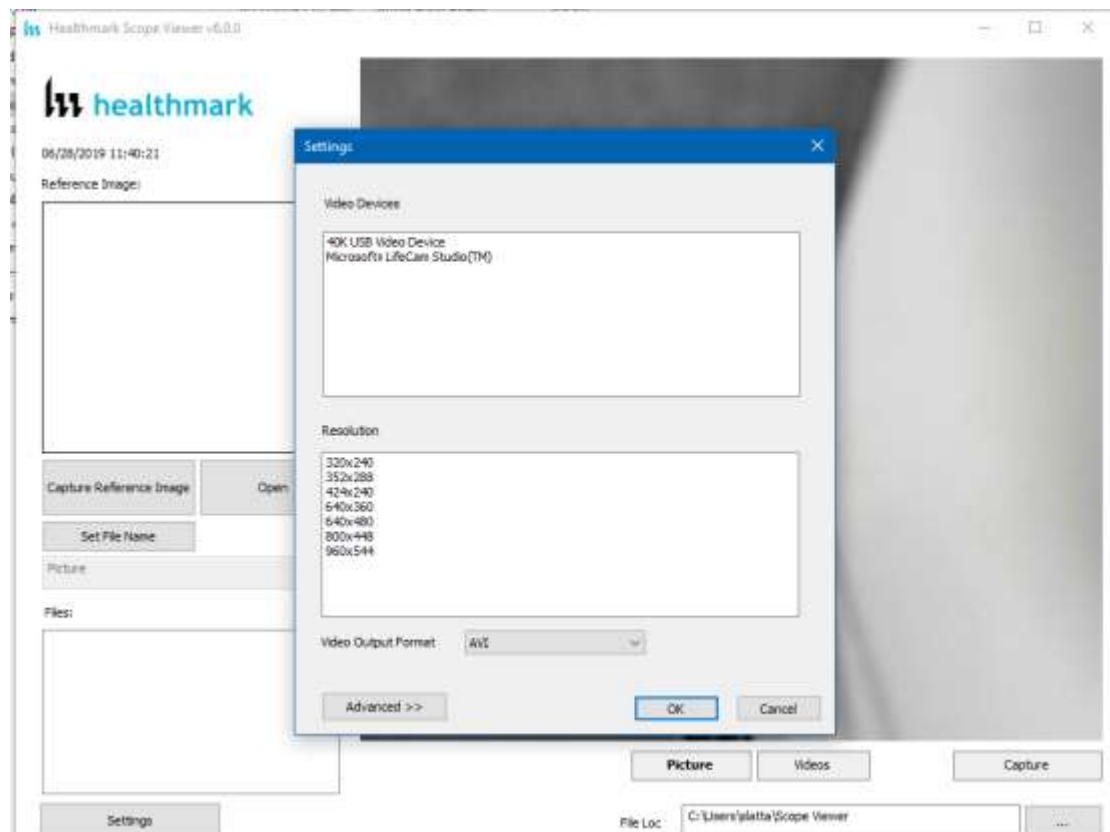 Healthmark Scope Viewer v6.0.0
healthmark
06/28/2019 11:40:21
Reference Image:
Capture Reference Image
Open
Set File Name
Picture
Files:
Settings
Settings
Video Devices
40K USB Video Device
Microsoft® LifeCam Studio(TM)
Resolution
320x240
352x288
424x240
640x360
640x480
800x448
960x544
Video Output Format
AVI
Advanced >>
OK
Cancel
Picture
Videos
Capture
File Loc
C:\Users\platta\Scope Viewer
...